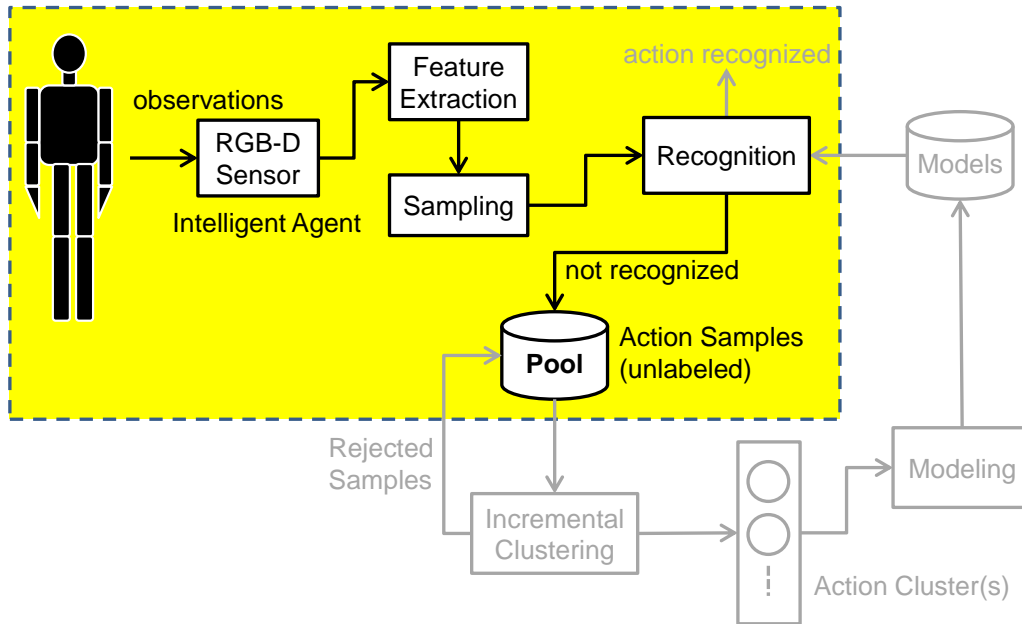 observations
RGB-D
Sensor
Intelligent Agent
Feature
Extraction
Sampling
action recognized
Recognition
Models
not recognized
Pool
Action Samples
(unlabeled)
Rejected
Samples
Incremental
Clustering
Modeling
Action Cluster(s)